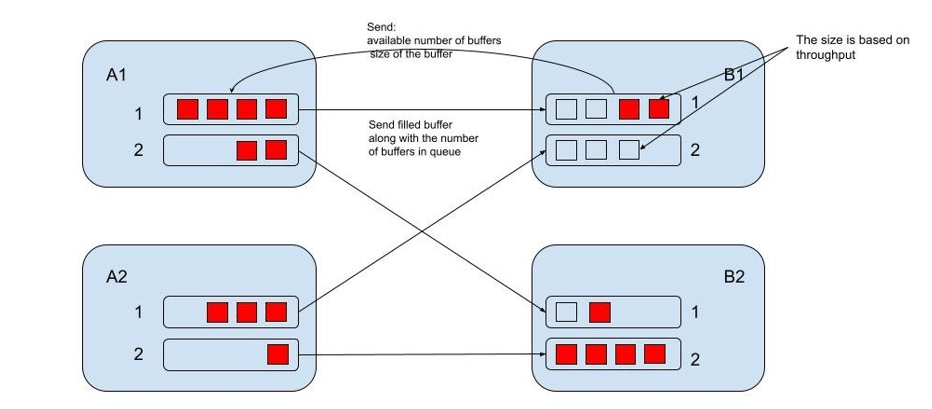 Send:
available number of buffers
size of the buffer
The size is based on
throughput
A1
B1
1
1
Send filled buffer
along with the number
of buffers in queue
2
2
A2
B2
1
1
2
2